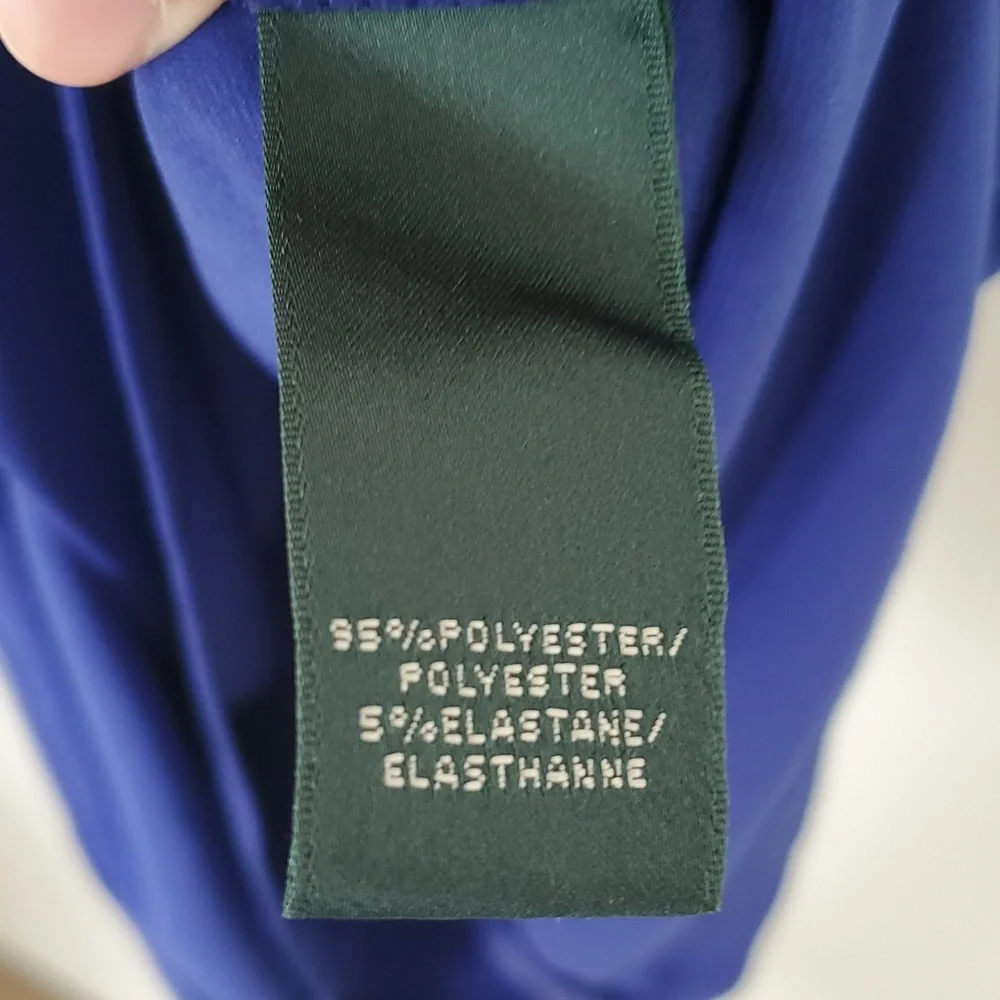 95%POLYESTER/
POLYESTER
5%ELASTANE/
ELASTHANNE